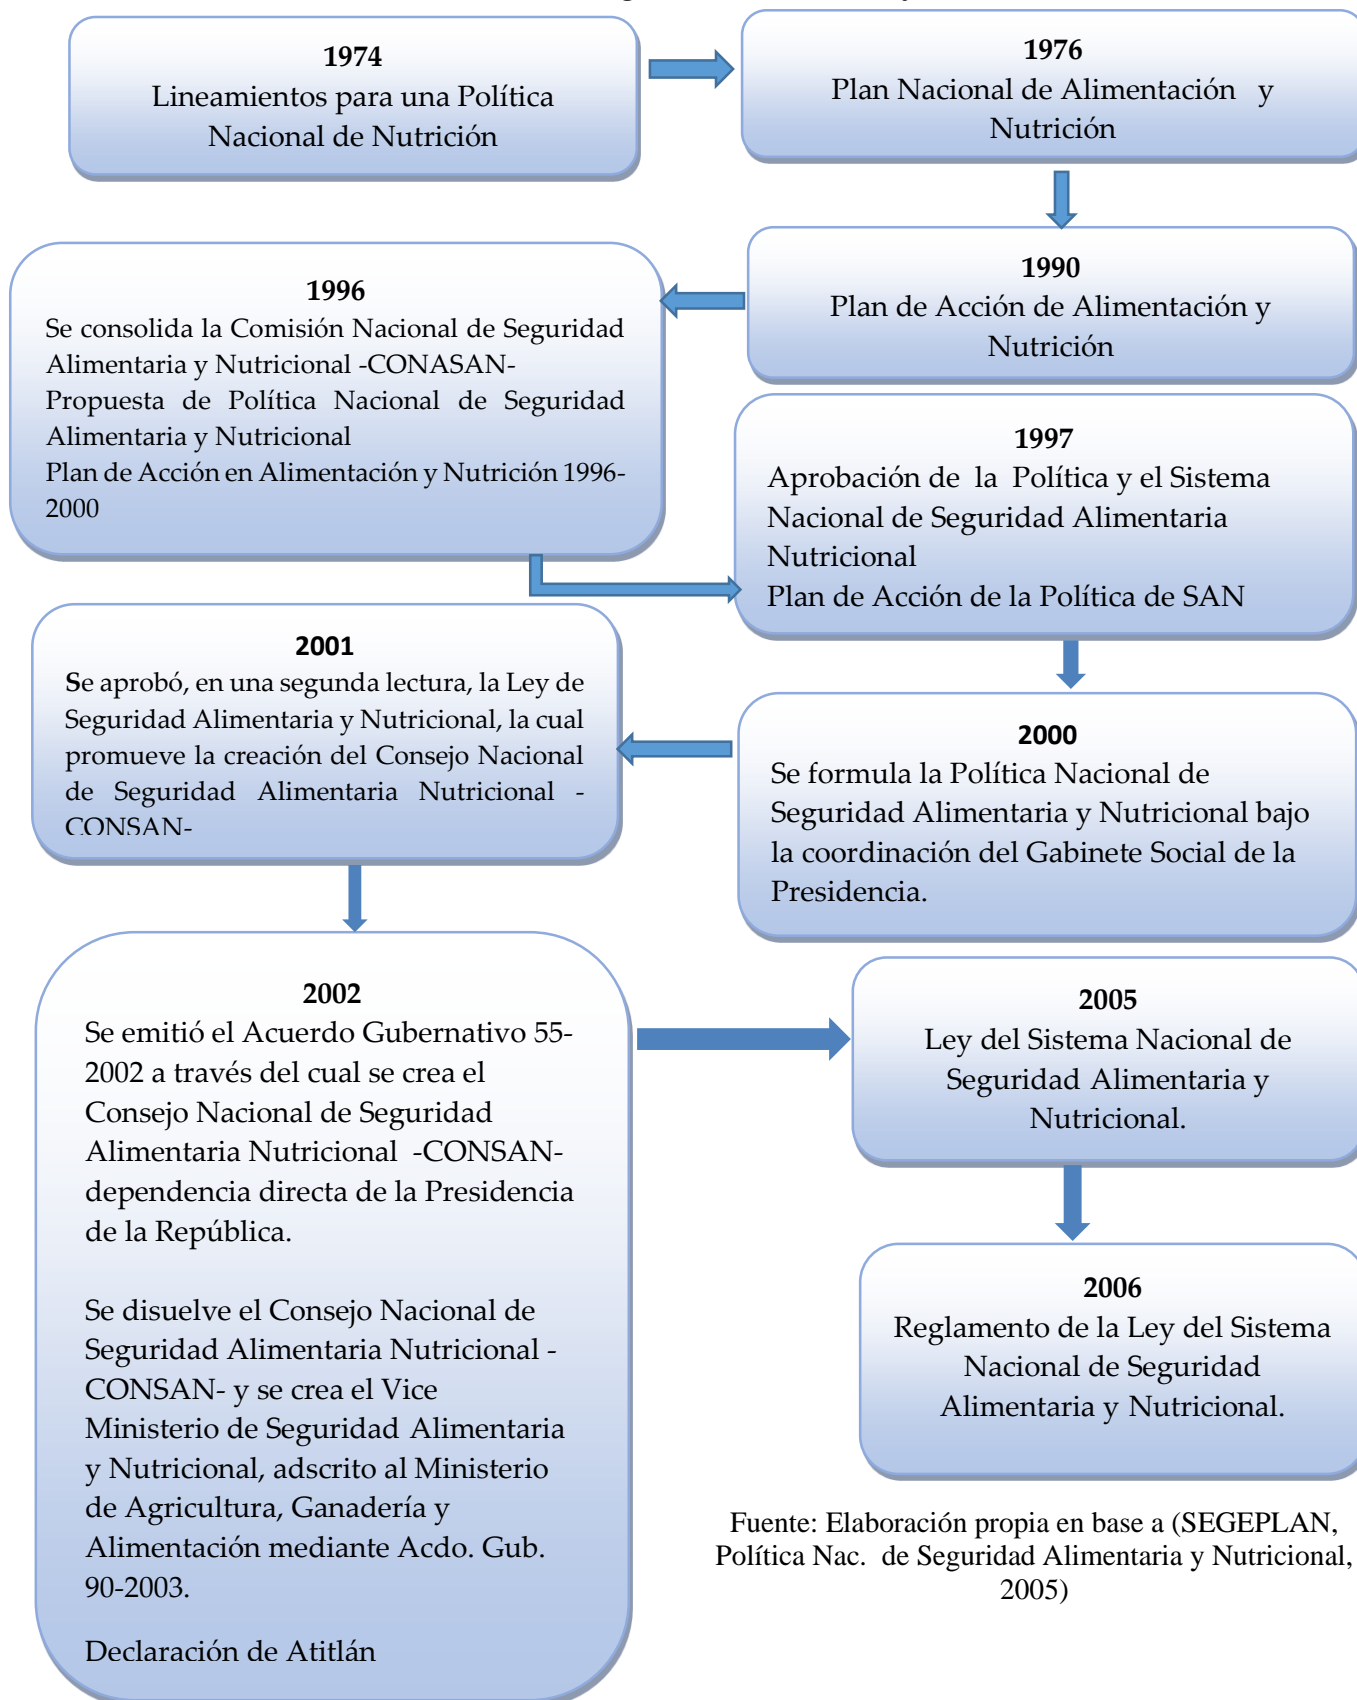 1974
Lineamientos para una Política
Nacional de Nutrición
1976
Plan Nacional de Alimentación y
Nutrición
1990
Plan de Acción de Alimentación y
Nutrición
1996
Se consolida la Comisión Nacional de Seguridad
Alimentaria y Nutricional -CONASAN-
Propuesta de Política Nacional de Seguridad
Alimentaria y Nutricional
Plan de Acción en Alimentación y Nutrición 1996-
2000
1997
Aprobación de la Política y el Sistema
Nacional de Seguridad Alimentaria
Nutricional
Plan de Acción de la Política de SAN
2000
Se formula la Política Nacional de
Seguridad Alimentaria y Nutricional bajo
la coordinación del Gabinete Social de la
Presidencia.
2001
Se aprobó, en una segunda lectura, la Ley de
Seguridad Alimentaria y Nutricional, la cual
promueve la creación del Consejo Nacional
de Seguridad Alimentaria Nutricional -
CONSAN-
2002
Se emitió el Acuerdo Gubernativo 55-
2002 a través del cual se crea el
Consejo Nacional de Seguridad
Alimentaria Nutricional -CONSAN-
dependencia directa de la Presidencia
de la República.
Se disuelve el Consejo Nacional de
Seguridad Alimentaria Nutricional -
CONSAN- y se crea el Vice
Ministerio de Seguridad Alimentaria
y Nutricional, adscrito al Ministerio
de Agricultura, Ganadería y
Alimentación mediante Acdo. Gub.
90-2003.
Declaración de Atitlán
2005
Ley del Sistema Nacional de
Seguridad Alimentaria y
Nutricional.
2006
Reglamento de la Ley del Sistema
Nacional de Seguridad
Alimentaria y Nutricional.
Fuente: Elaboración propia en base a (SEGEPLAN,
Política Nac. de Seguridad Alimentaria y Nutricional,
2005)